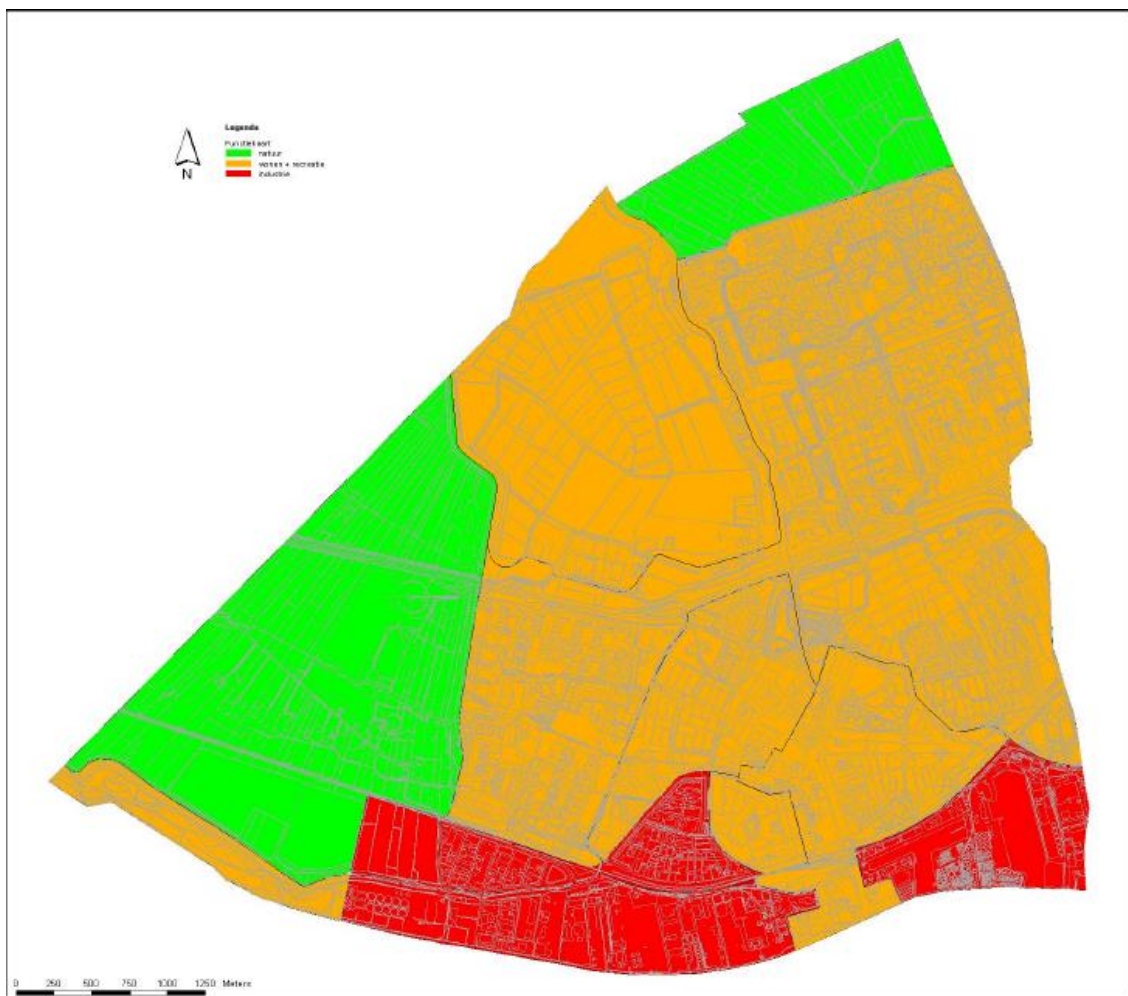 Legenda
Functiekaart
natuur
wonen + recreatie
industrie
N
0 250 500 750 1000 1250 Meters